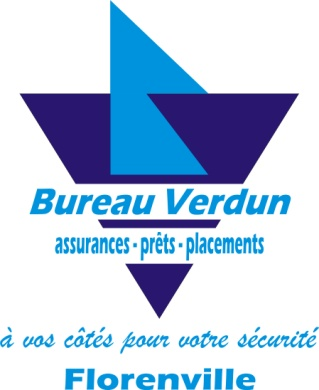 Bureau Verdun
assurances - prêts - placements
à vos côtés pour votre sécurité
Florenville